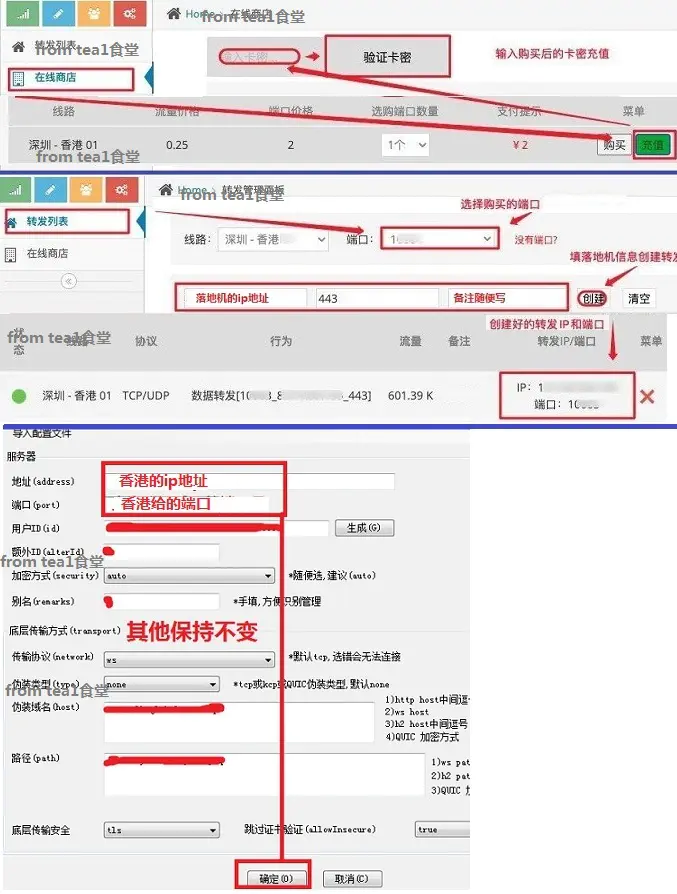 Home 在线商店
from tea1食堂
转发列表
from tea1食堂
在线商店
输入卡密... 验证卡密 输入购买后的卡密充值
线路 流量价格 端口价格 选购端口数量 支付提示 菜单
深圳 - 香港 01 0.25 2 1个 ¥ 2 购买 充值
from tea1食堂
Home 转发管理面板
from tea1食堂
选择购买的端口
转发列表
线路： 深圳 - 香港 端口： 没有端口?
在线商店
填落地机信息创建转发
落地机的ip地址 443 备注随便写 创建 清空
创建好的转发IP和端口
from tea1食堂
状态 线路 协议 行为 流量 备注 转发IP/端口 菜单
深圳 - 香港 01 TCP/UDP 数据转发[10 3_8 _443] 601.39 K IP: 1
端口: 10
导入配置文件
服务器
地址(address) 香港的ip地址
端口(port) 香港给的端口
用户ID(id) 生成(G)
额外ID(alterId)
from tea1食堂
加密方式(security) auto *随便选,建议(auto)
别名(remarks) *手填,方便识别管理
底层传输方式(transport) 其他保持不变
传输协议(network) ws *默认tcp,选错会无法连接
伪装类型(type) none *tcp或kcp或QUIC伪装类型,默认none
from tea1食堂
伪装域名(host) 1)http host中间逗号
2)ws host
3)h2 host中间逗号
4)QUIC 加密方式
路径(path) 1)ws pat
2)h2 pat
3)QUIC 加
底层传输安全 tls 跳过证书验证(allowInsecure) true
确定(O) 取消(C)